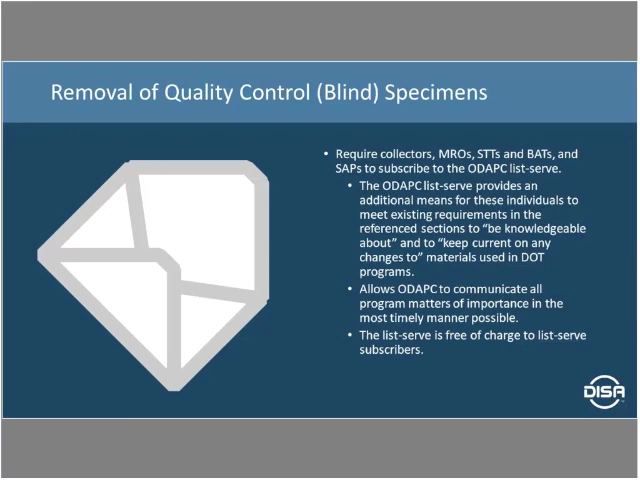 Removal of Quality Control (Blind) Specimens
• Require collectors, MROs, STTs and BATs, and
SAPs to subscribe to the ODAPC list-serve.
• The ODAPC list-serve provides an
additional means for these individuals to
meet existing requirements in the
referenced sections to “be knowledgeable
about” and to “keep current on any
changes to” materials used in DOT
programs.
• Allows ODAPC to communicate all
program matters of importance in the
most timely manner possible.
• The list-serve is free of charge to list-serve
subscribers.
DISA